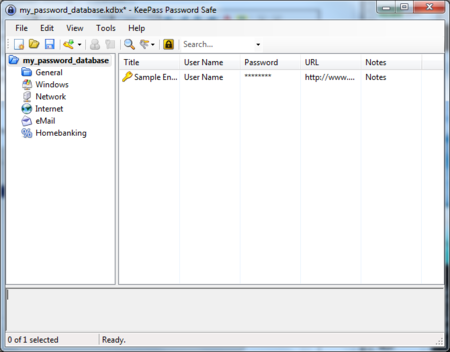 my_password_database.kdbx* - KeePass Password Safe
File Edit View Tools Help
Search...
my_password_database
General
Windows
Network
Internet
eMail
Homebanking
Title User Name Password URL Notes
Sample En... User Name ******** http://www.... Notes
0 of 1 selected Ready.